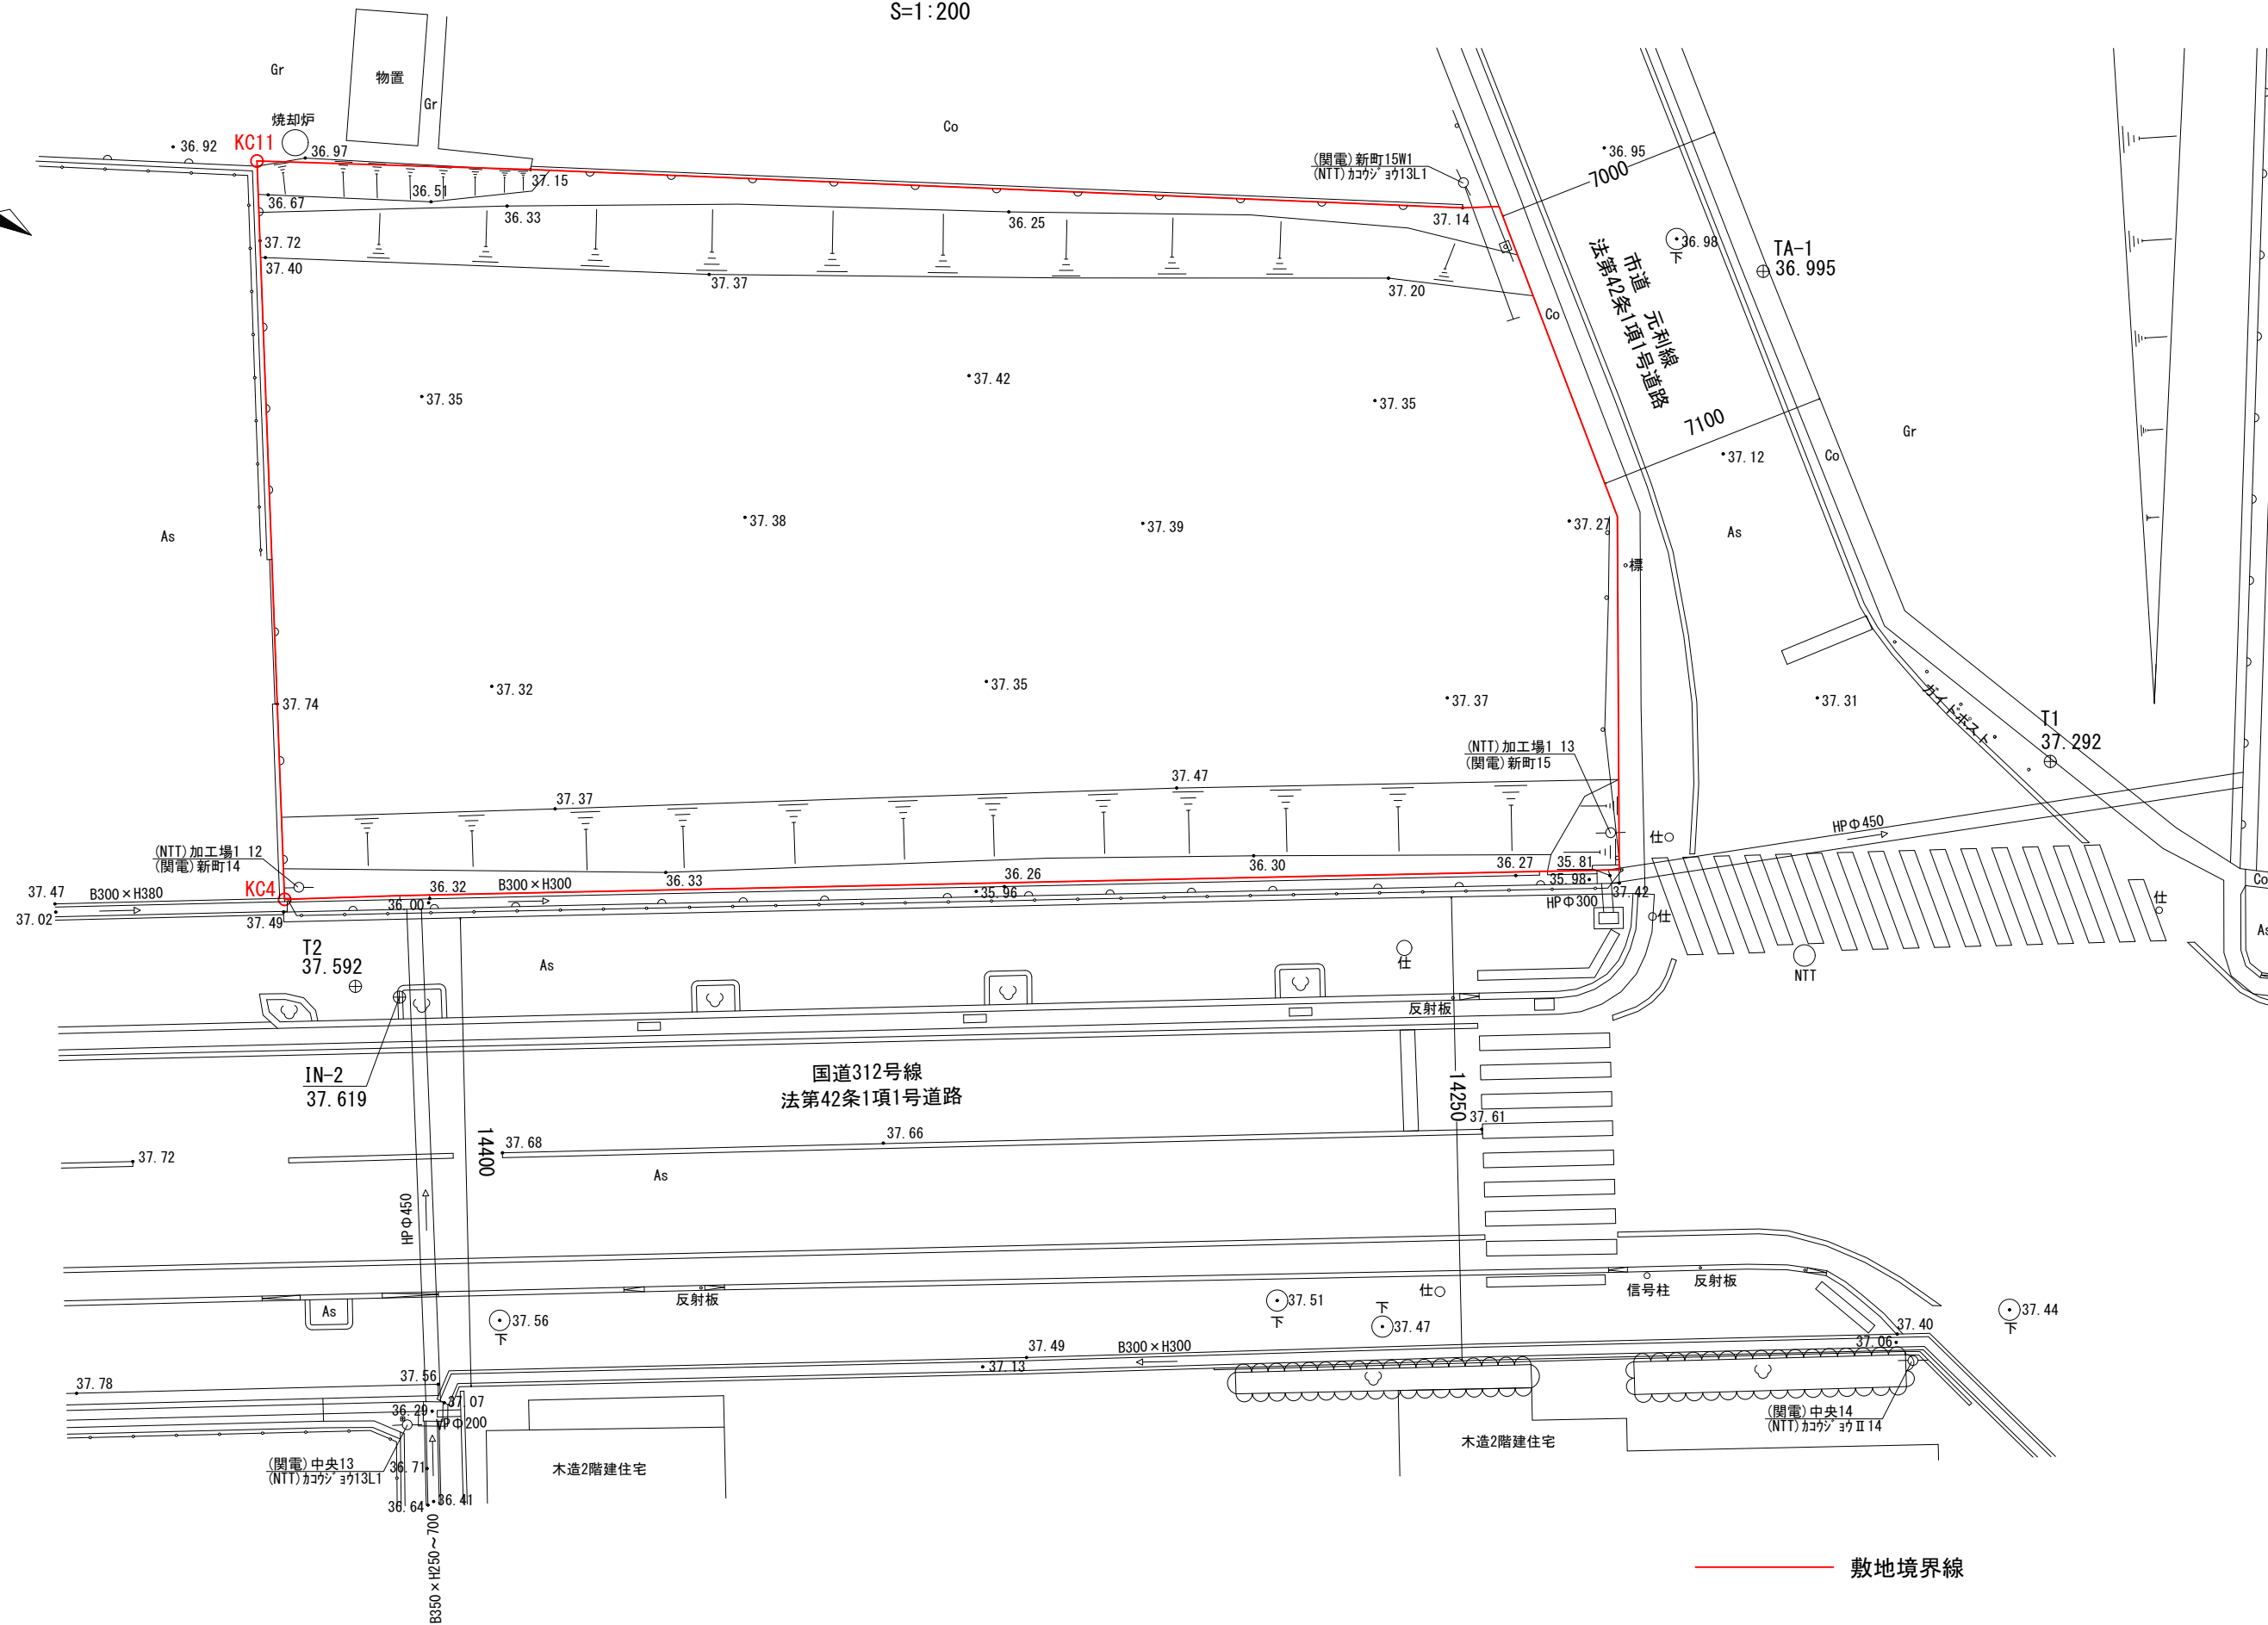 S=1:200
Gr
物置
Gr
焼却炉
Co
KC11
36.92
36.97
(関電)新町15W1
(NTT)ｶｺｳｼﾞｮｳ13L1
36.95
7000
37.15
36.51
36.67
36.33
36.25
37.14
37.72
37.40
37.37
37.20
36.98
下
TA-1
36.995
市道　元利線
法第42条1項1号道路
Co
37.42
37.35
37.35
7100
Gr
Co
37.12
As
37.38
37.39
37.27
As
標
37.32
37.35
37.37
37.31
37.74
ガイドポスト
T1
37.292
(NTT)加工場1 13
(関電)新町15
37.47
37.37
仕
HPΦ450
(NTT)加工場1 12
(関電)新町14
36.30
36.27
35.81
36.33
36.26
35.98
37.42
KC4
36.32
B300×H300
35.96
HPΦ300
37.47
B300×H380
37.02
36.00
37.49
仕
仕
Co
As
T2
37.592
As
仕
NTT
反射板
IN-2
37.619
国道312号線
法第42条1項1号道路
14250
37.61
14400
37.68
37.66
37.72
As
HPΦ450
As
反射板
仕
信号柱
反射板
37.56
下
37.51
下
下
37.47
37.44
下
37.40
37.06
37.49
B300×H300
37.13
37.78
37.56
37.07
36.29
VPΦ200
(関電)中央14
(NTT)ｶｺｳｼﾞｮｳⅡ14
木造2階建住宅
木造2階建住宅
(関電)中央13
(NTT)ｶｺｳｼﾞｮｳ13L1
36.71
36.64
36.41
B350×H250～700
敷地境界線